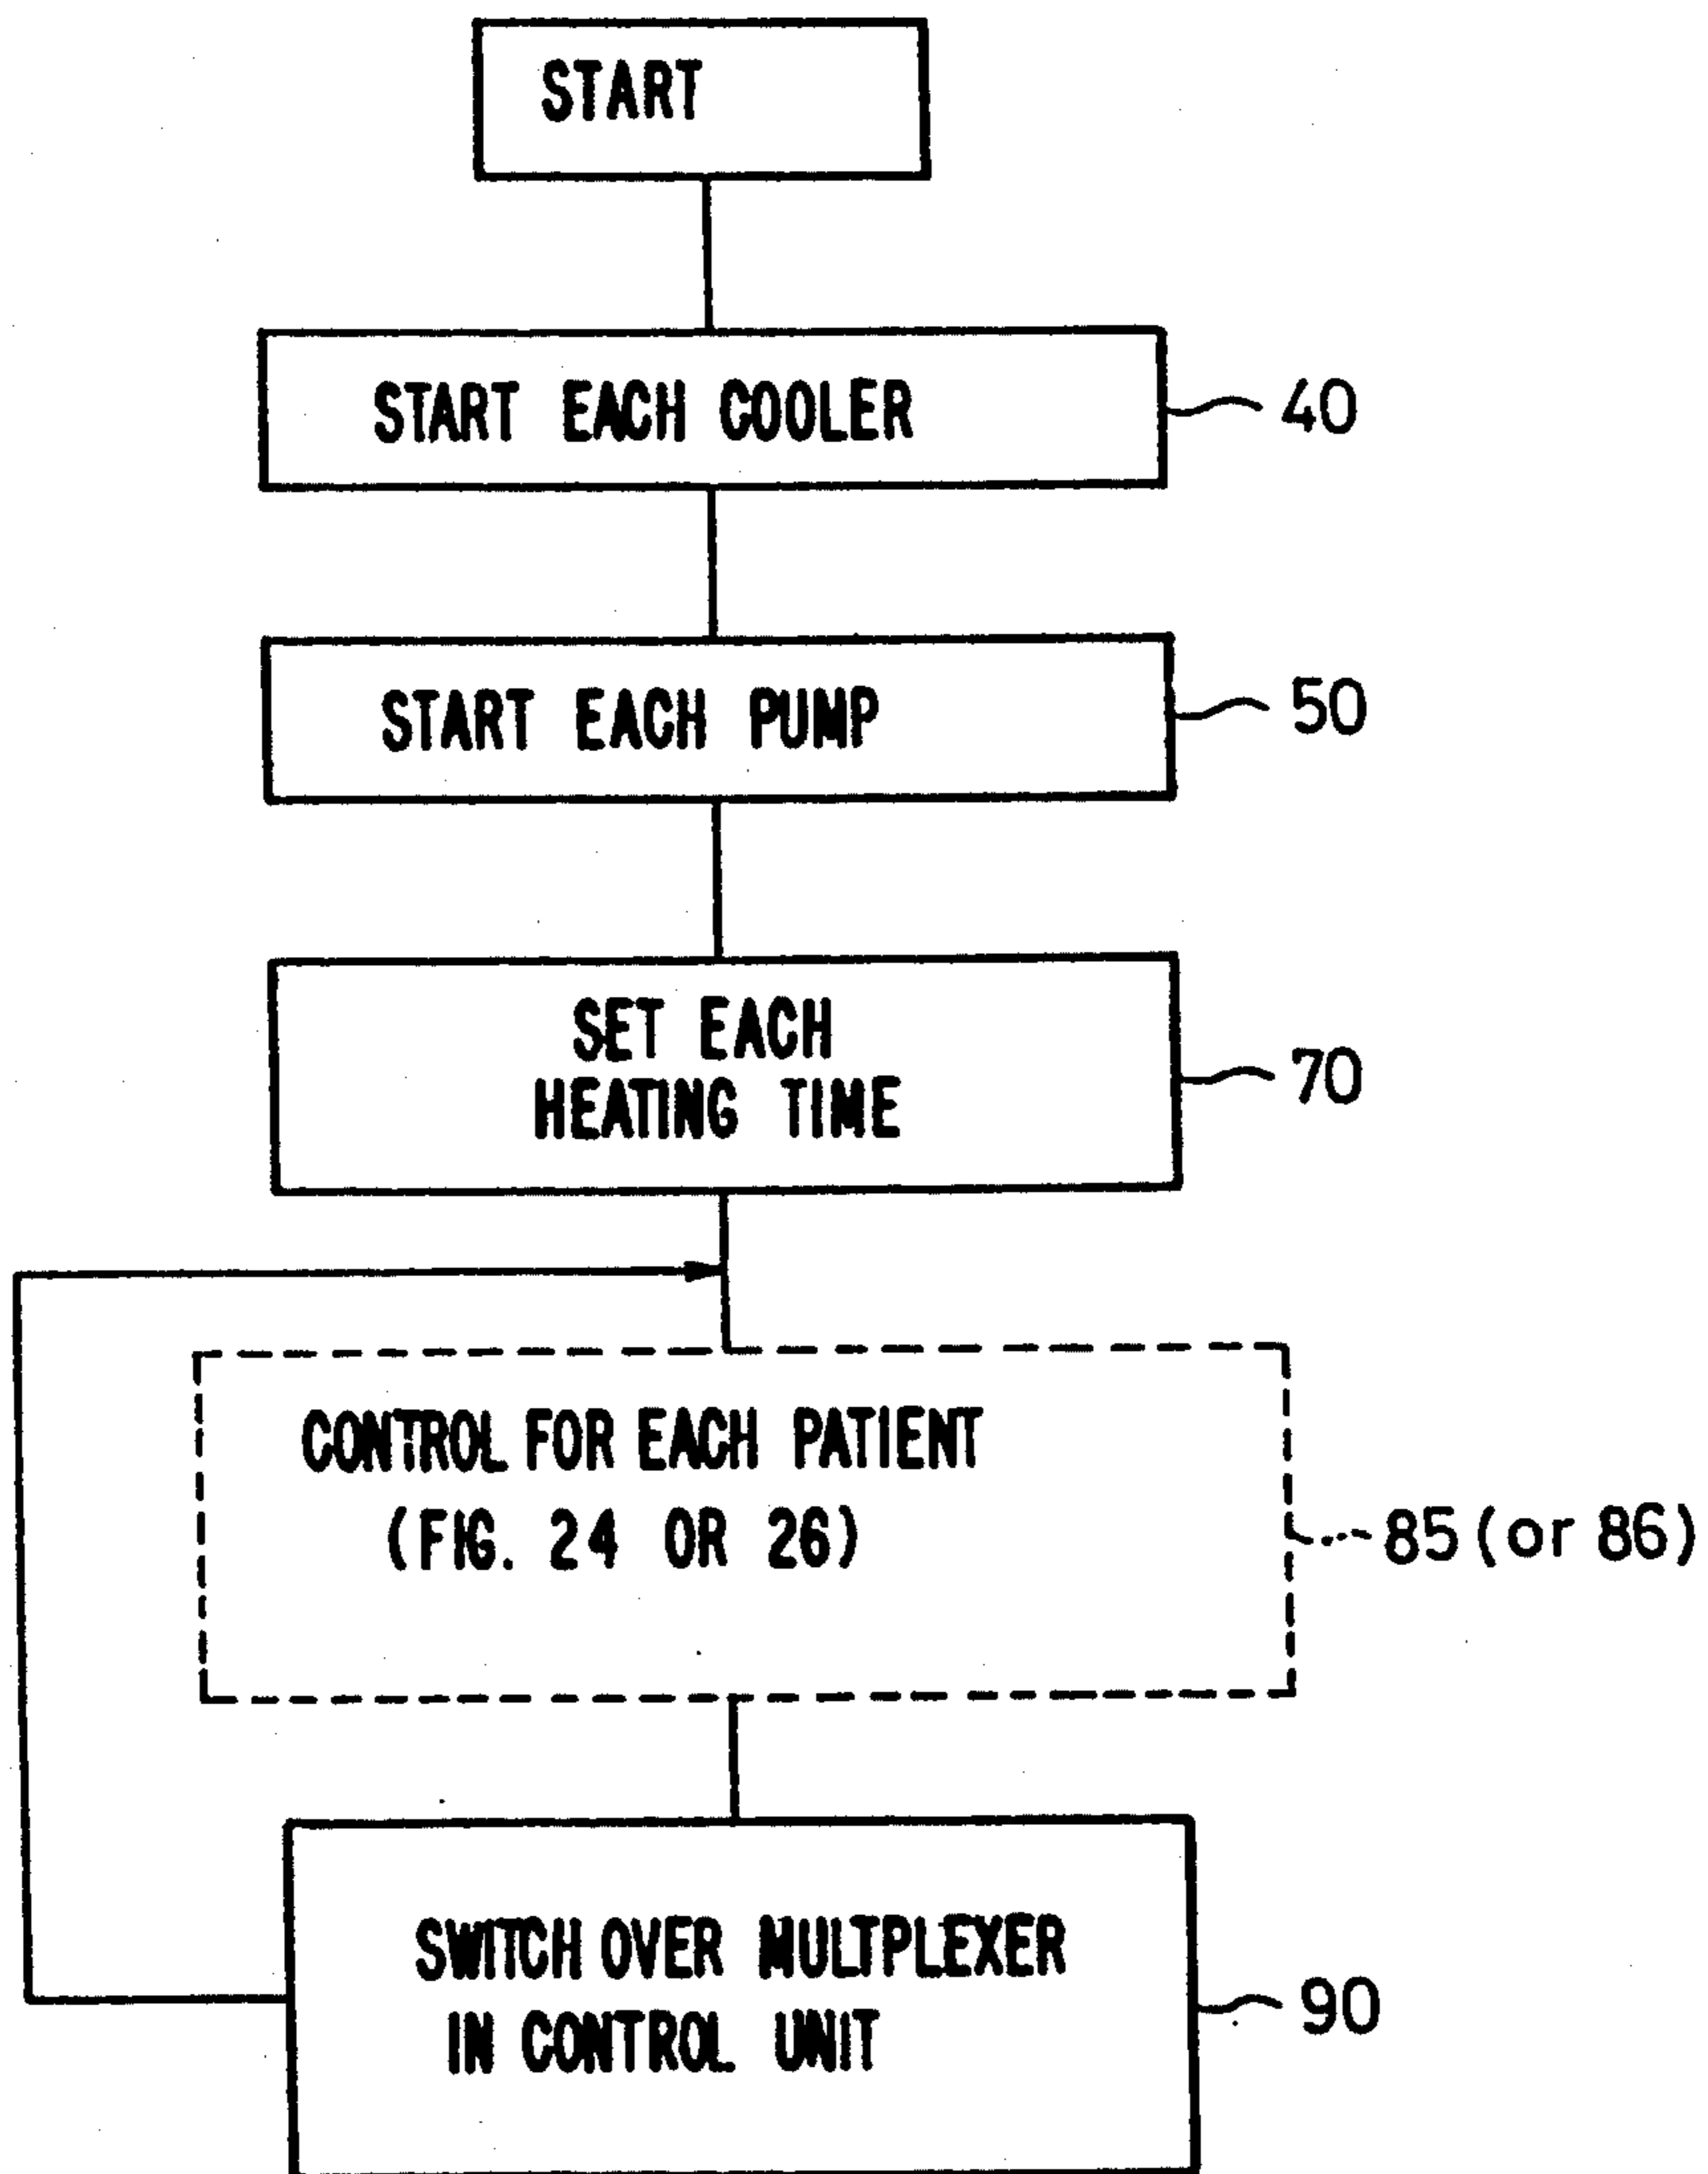 START
START EACH COOLER
40
START EACH PUMP
50
SET EACH
HEATING TIME
70
CONTROL FOR EACH PATIENT
(FIG. 24 OR 26)
85 (or 86)
SWITCH OVER MULTPLEXER
IN CONTROL UNIT
90